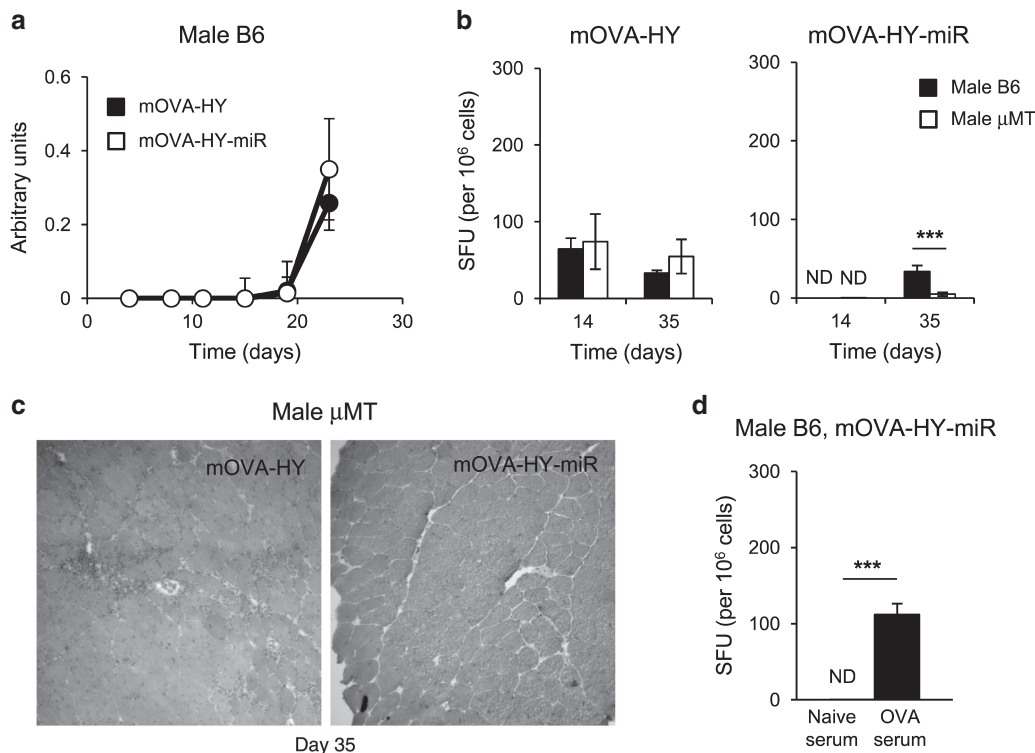 a
Male B6
0.6
0.4
0.2
0
Arbitrary units
mOVA-HY
mOVA-HY-miR
0 10 20 30
Time (days)
b
mOVA-HY
300
200
100
0
SFU (per 10⁶ cells)
14 35
Time (days)
mOVA-HY-miR
300
200
100
0
Male B6
Male μMT
***
ND ND
14 35
Time (days)
c
Male μMT
mOVA-HY
mOVA-HY-miR
Day 35
d
Male B6, mOVA-HY-miR
300
200
100
0
SFU (per 10⁶ cells)
***
ND
Naive serum
OVA serum